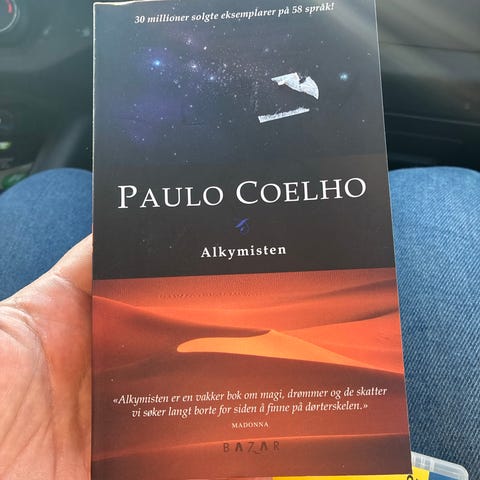 30 millioner solgte eksemplarer på 58 språk!
PAULO COELHO
Alkymisten
«Alkymisten er en vakker bok om magi, drømmer og de skatter
vi søker langt borte for siden å finne på dørterskelen.»
MADONNA
BAZAR